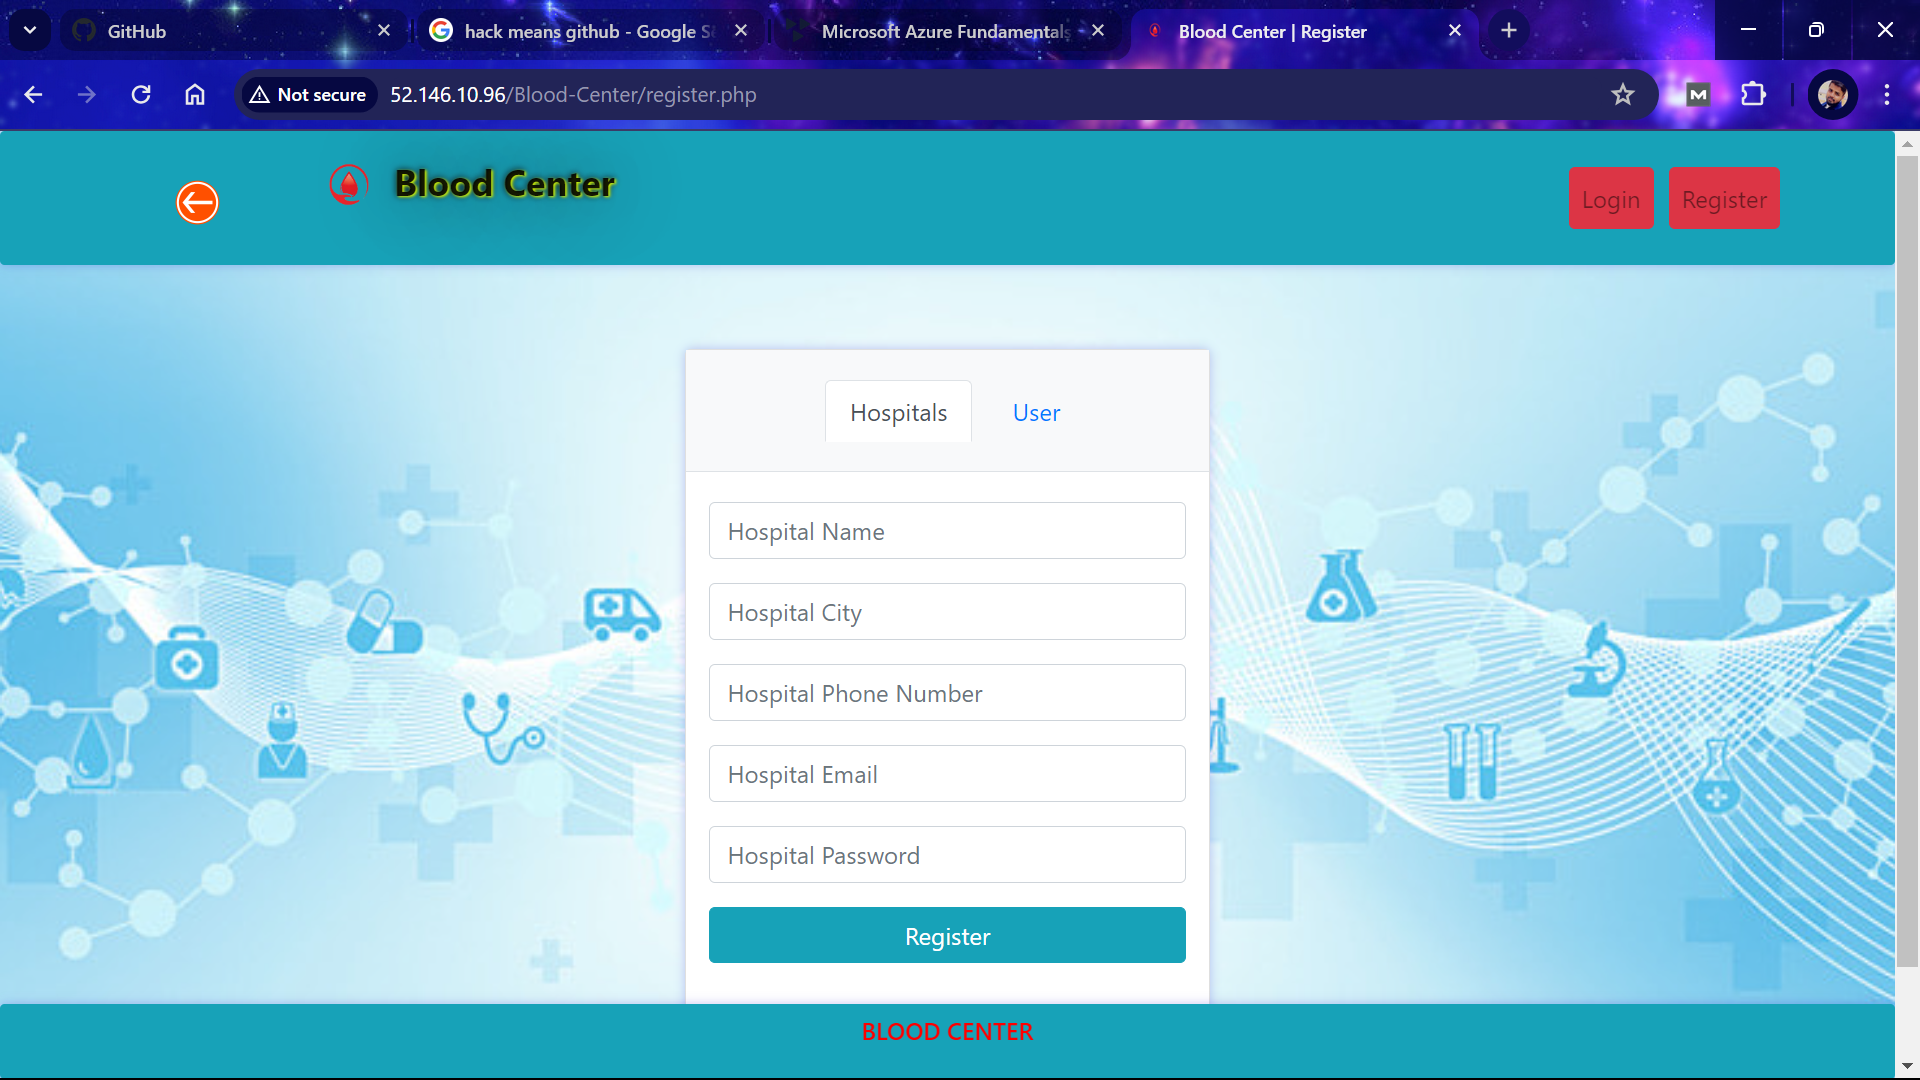 GitHub
hack means github - Google S
Microsoft Azure Fundamentals
Blood Center | Register
Not secure
52.146.10.96/Blood-Center/register.php
Blood Center
Login
Register
Hospitals
User
Hospital Name
Hospital City
Hospital Phone Number
Hospital Email
Hospital Password
Register
BLOOD CENTER